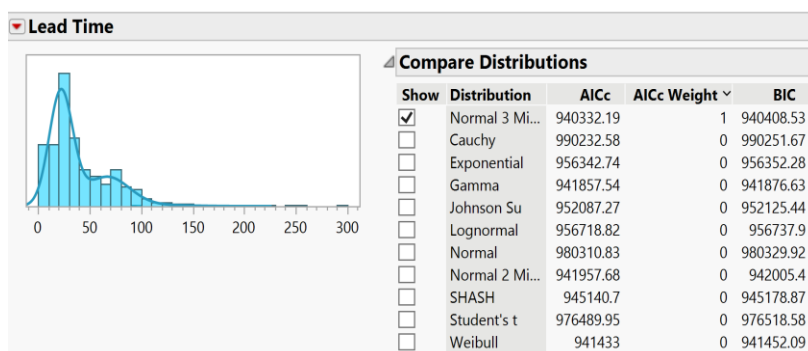 Lead Time
0 50 100 150 200 250 300
Compare Distributions
Show Distribution AICc AICc Weight BIC
Normal 3 Mi... 940332.19 1 940408.53
Cauchy 990232.58 0 990251.67
Exponential 956342.74 0 956352.28
Gamma 941857.54 0 941876.63
Johnson Su 952087.27 0 952125.44
Lognormal 956718.82 0 956737.9
Normal 980310.83 0 980329.92
Normal 2 Mi... 941957.68 0 942005.4
SHASH 945140.7 0 945178.87
Student's t 976489.95 0 976518.58
Weibull 941433 0 941452.09